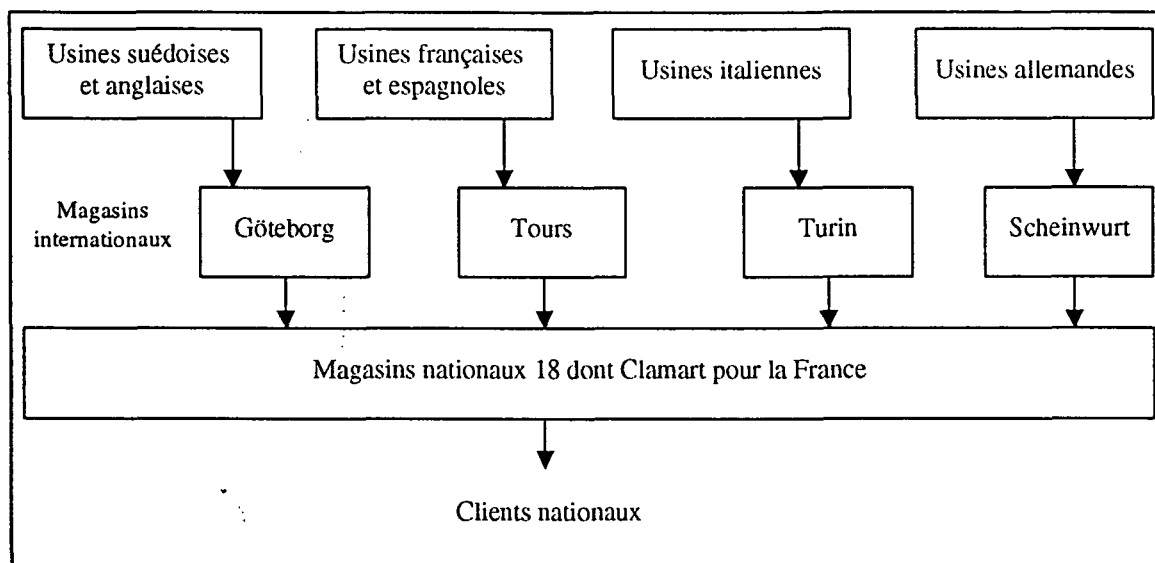 Usines suédoises
et anglaises
Usines françaises
et espagnoles
Usines italiennes
Usines allemandes
Magasins
internationaux
Göteborg
Tours
Turin
Scheinwurt
Magasins nationaux 18 dont Clamart pour la France
Clients nationaux